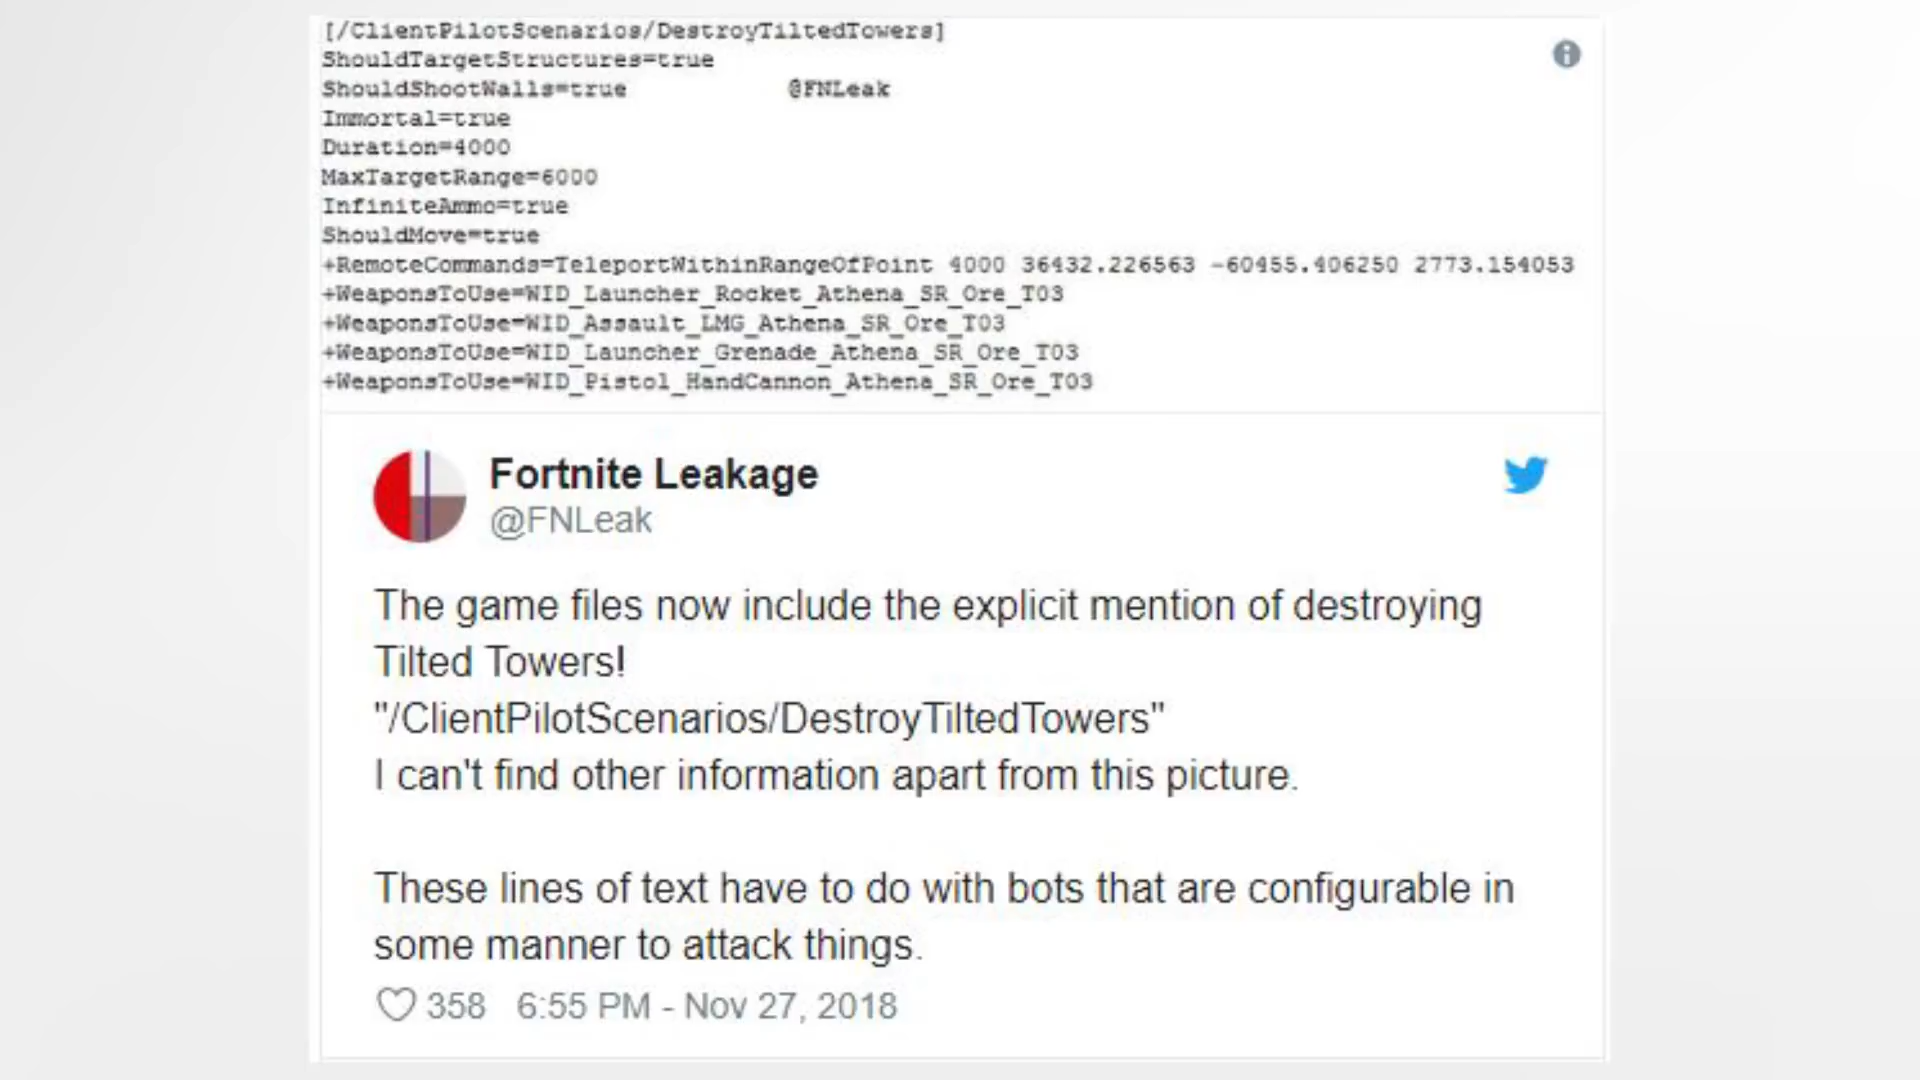 [/ClientPilotScenarios/DestroyTiltedTowers]
ShouldTargetStructures=true
ShouldShootWalls=true @FNLeak
Immortal=true
Duration=4000
MaxTargetRange=6000
InfiniteAmmo=true
ShouldMove=true
+RemoteCommands=TeleportWithinRangeOfPoint 4000 36432.226563 -60455.406250 2773.154053
+WeaponsToUse=WID_Launcher_Rocket_Athena_SR_Ore_T03
+WeaponsToUse=WID_Assault_LMG_Athena_SR_Ore_T03
+WeaponsToUse=WID_Launcher_Grenade_Athena_SR_Ore_T03
+WeaponsToUse=WID_Pistol_HandCannon_Athena_SR_Ore_T03
Fortnite Leakage
@FNLeak
The game files now include the explicit mention of destroying
Tilted Towers!
"/ClientPilotScenarios/DestroyTiltedTowers"
I can't find other information apart from this picture.
These lines of text have to do with bots that are configurable in
some manner to attack things.
358 6:55 PM - Nov 27, 2018